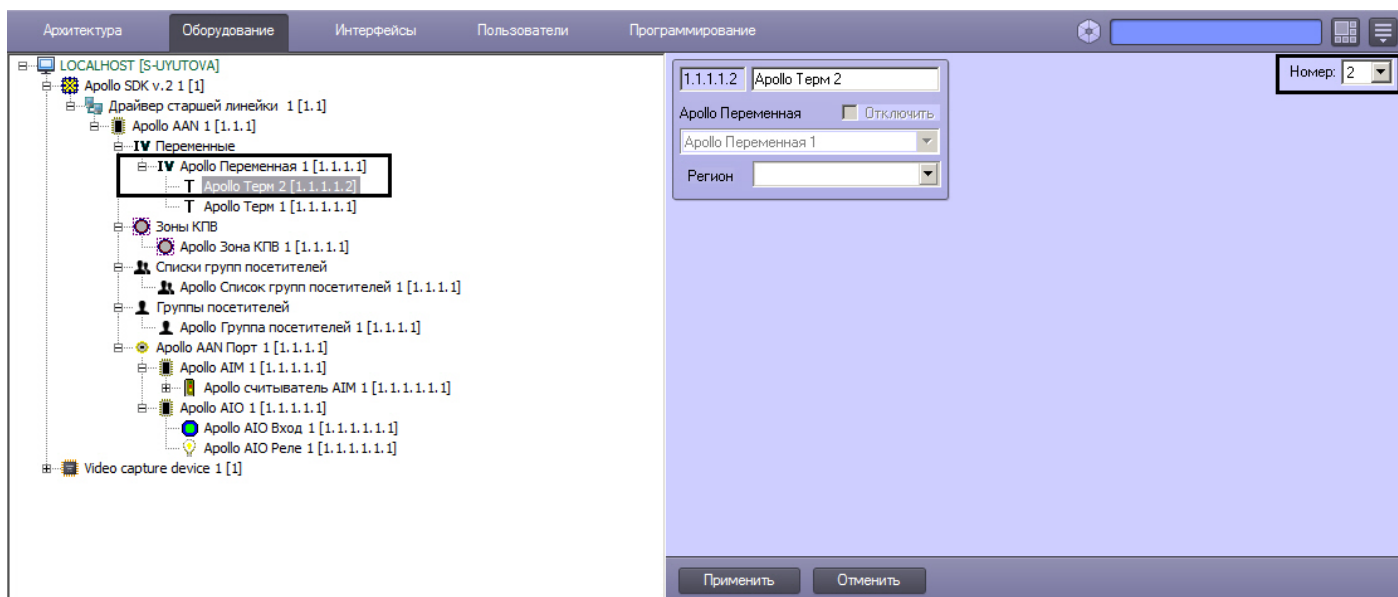 Архитектура Оборудование Интерфейсы Пользователи Программирование
LOCALHOST [S-UYUTOVA]
Apollo SDK v.2 1 [1]
Драйвер старшей линейки 1 [1.1]
Apollo AAN 1 [1.1.1]
Переменные
Apollo Переменная 1 [1.1.1.1]
Apollo Терм 2 [1.1.1.1.2]
Apollo Терм 1 [1.1.1.1.1]
Зоны КПВ
Apollo Зона КПВ 1 [1.1.1.1]
Списки групп посетителей
Apollo Список групп посетителей 1 [1.1.1.1]
Группы посетителей
Apollo Группа посетителей 1 [1.1.1.1]
Apollo AAN Порт 1 [1.1.1.1]
Apollo AIM 1 [1.1.1.1.1]
Apollo считыватель AIM 1 [1.1.1.1.1.1]
Apollo AIO 1 [1.1.1.1.1]
Apollo AIO Вход 1 [1.1.1.1.1.1]
Apollo AIO Реле 1 [1.1.1.1.1.1]
Video capture device 1 [1]
1.1.1.1.2 Apollo Терм 2
Apollo Переменная Отключить
Apollo Переменная 1
Регион
Номер: 2
Применить Отменить